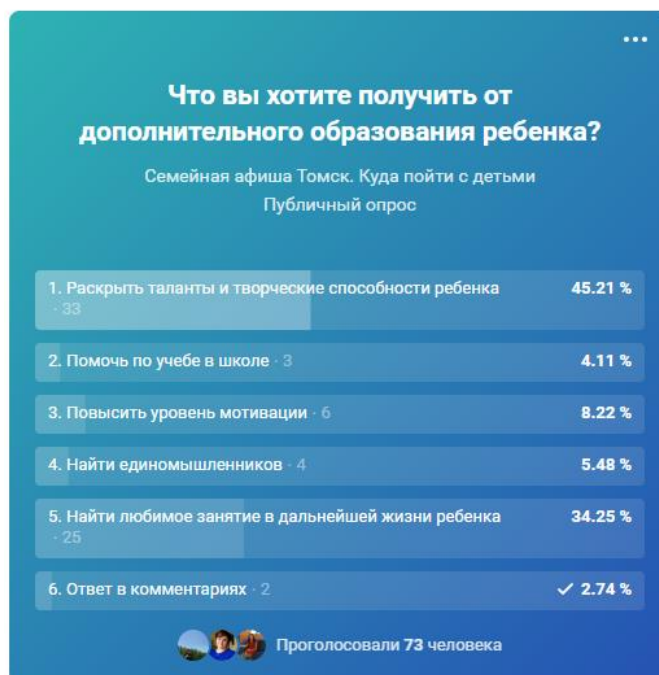 Что вы хотите получить от
дополнительного образования ребенка?
Семейная афиша Томск. Куда пойти с детьми
Публичный опрос
1. Раскрыть таланты и творческие способности ребенка 45.21 %
· 33
2. Помочь по учебе в школе · 3 4.11 %
3. Повысить уровень мотивации · 6 8.22 %
4. Найти единомышленников · 4 5.48 %
5. Найти любимое занятие в дальнейшей жизни ребенка 34.25 %
· 25
6. Ответ в комментариях · 2 2.74 %
Проголосовали 73 человека